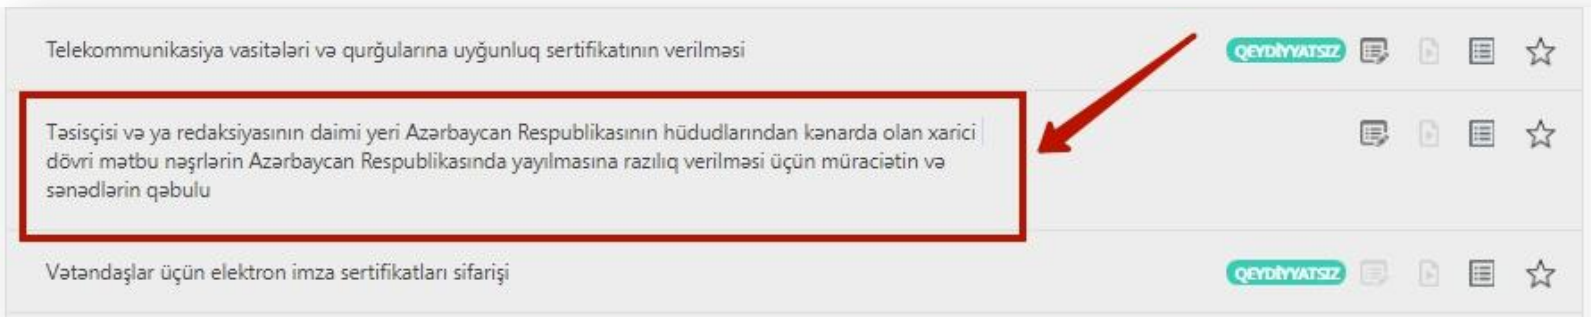 Telekommunikasiya vasitələri və qurğularına uyğunluq sertifikatının verilməsi QEYDİYYATSIZ
Təsisçisi və ya redaksiyasının daimi yeri Azərbaycan Respublikasının hüdudlarından kənarda olan xarici
dövri mətbu nəşrlərin Azərbaycan Respublikasında yayılmasına razılıq verilməsi üçün müraciətin və
sənədlərin qəbulu
Vətəndaşlar üçün elektron imza sertifikatları sifarişi QEYDİYYATSIZ